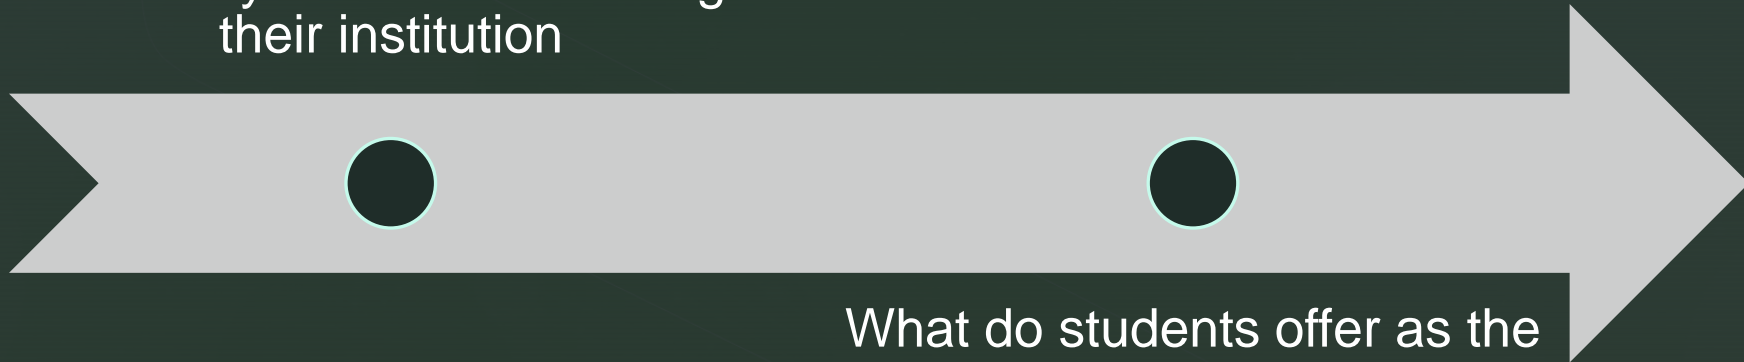 their institution
What do students offer as the